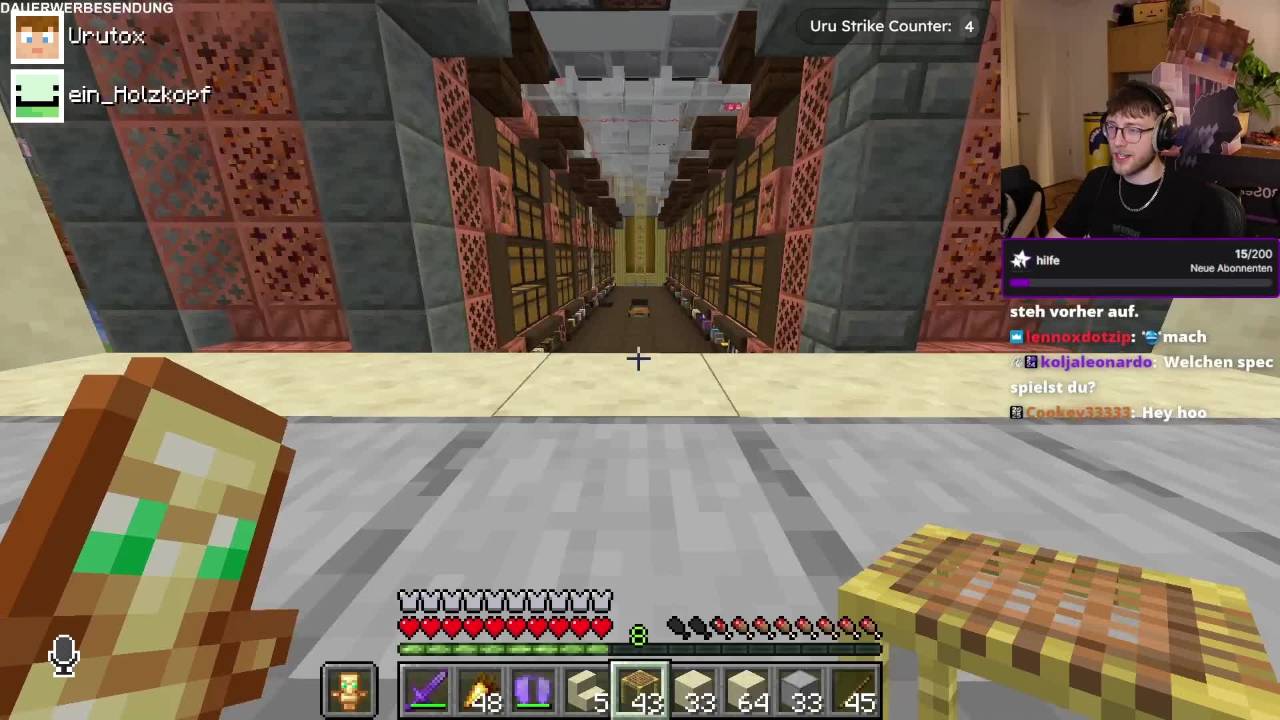 DAUERWERBESENDUNG
Urutox
ein_Holzkopf
Uru Strike Counter: 4
hilfe
15/200
Neue Abonnenten
steh vorher auf.
lennoxdotzip: mach
koljaleonardo: Welchen spec
spielst du?
Cookey33333: Hey hoo
8
48
5
43
33
64
33
45